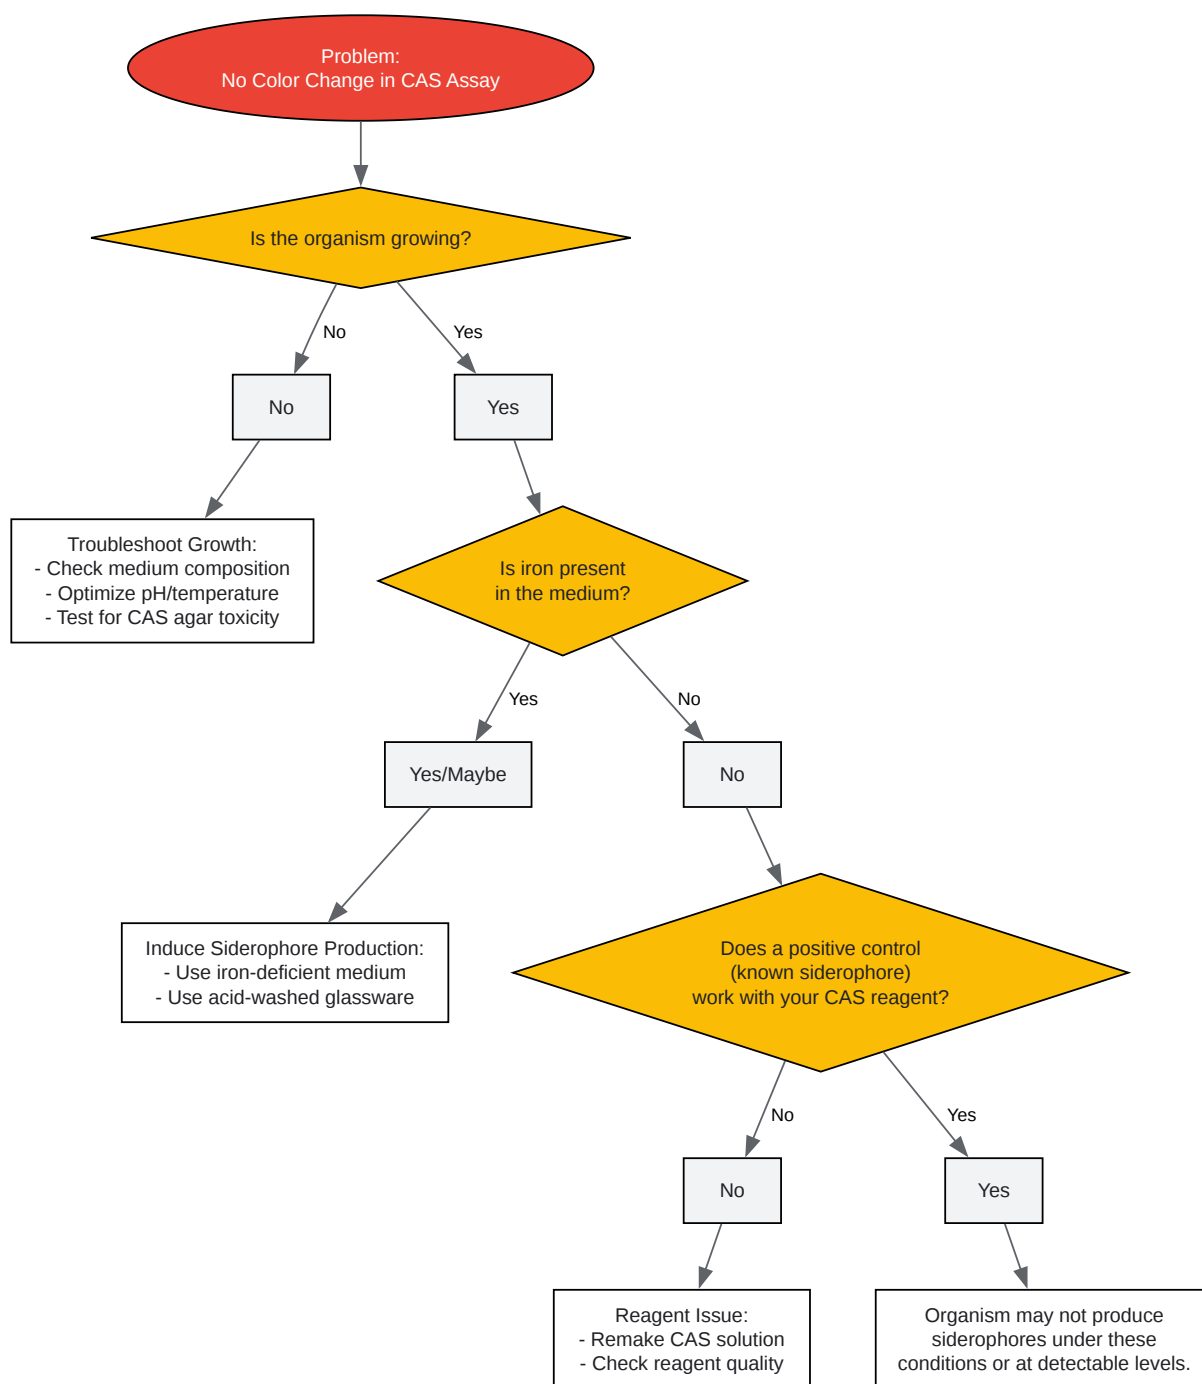 Problem:
No Color Change in CAS Assay
Is the organism growing?
No
Yes
No
Yes
Troubleshoot Growth:
- Check medium composition
- Optimize pH/temperature
- Test for CAS agar toxicity
Is iron present
in the medium?
Yes
No
Yes/Maybe
No
Induce Siderophore Production:
- Use iron-deficient medium
- Use acid-washed glassware
Does a positive control
(known siderophore)
work with your CAS reagent?
No
Yes
No
Yes
Reagent Issue:
- Remake CAS solution
- Check reagent quality
Organism may not produce
siderophores under these
conditions or at detectable levels.